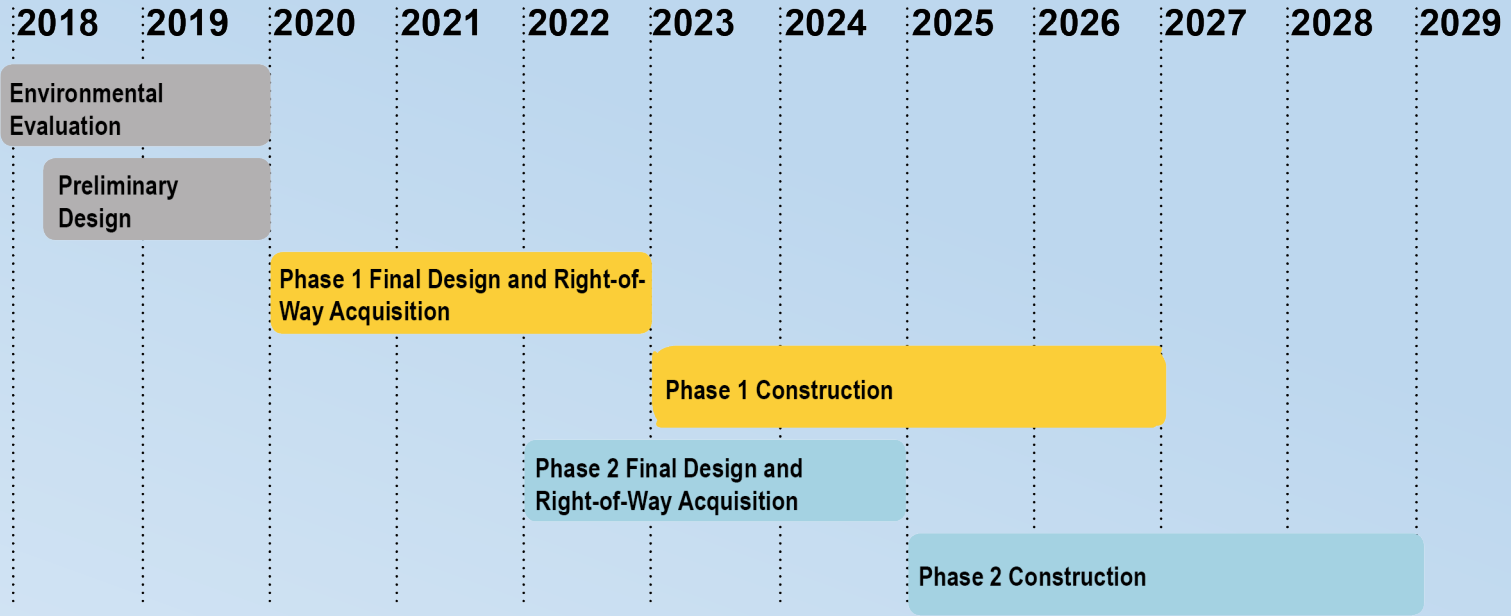 2018 2019 2020 2021 2022 2023 2024 2025 2026 2027 2028 2029
Environmental
Evaluation
Preliminary
Design
Phase 1 Final Design and Right-of-
Way Acquisition
Phase 1 Construction
Phase 2 Final Design and
Right-of-Way Acquisition
Phase 2 Construction